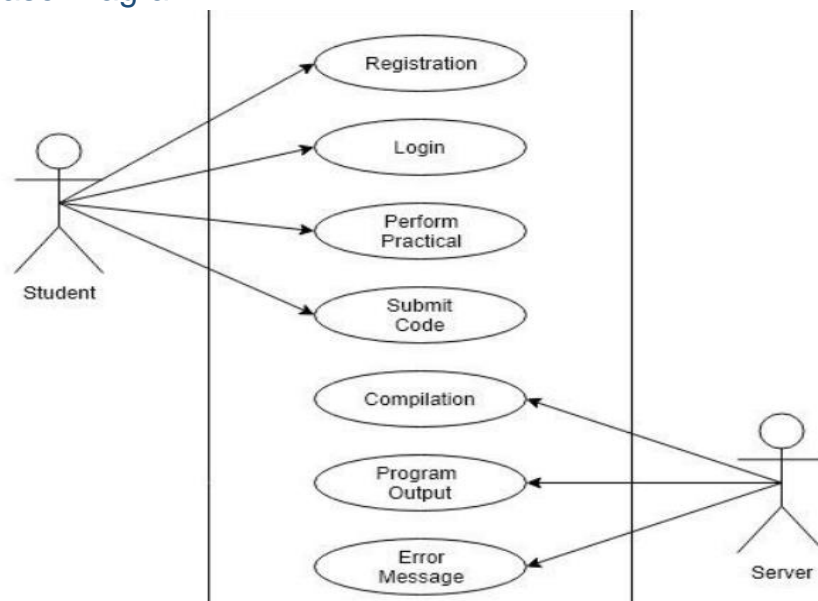 Registration
Login
Perform
Practical
Student
Submit
Code
Compilation
Program
Output
Error
Message
Server